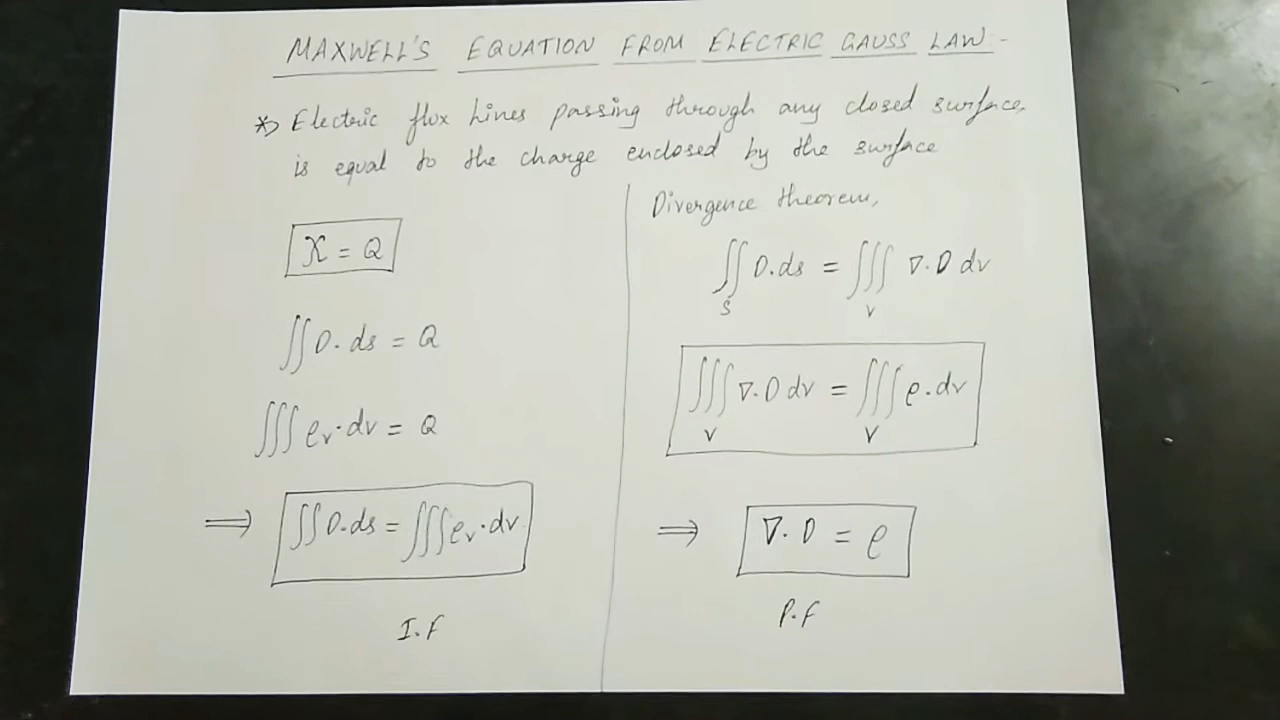 MAXWELL'S EQUATION FROM ELECTRIC GAUSS LAW -
*) Electric flux lines passing through any closed surface,
is equal to the charge enclosed by the surface
χ = Q
∬ D. ds = Q
∭ ρv . dv = Q
⟹ ∬ D.ds = ∭ ρv . dv
I.F
Divergence theorem,
∬S D.ds = ∭V ∇.D dv
∭V ∇.D dv = ∭V ρ.dv
⟹ ∇. D = ρ
P.F